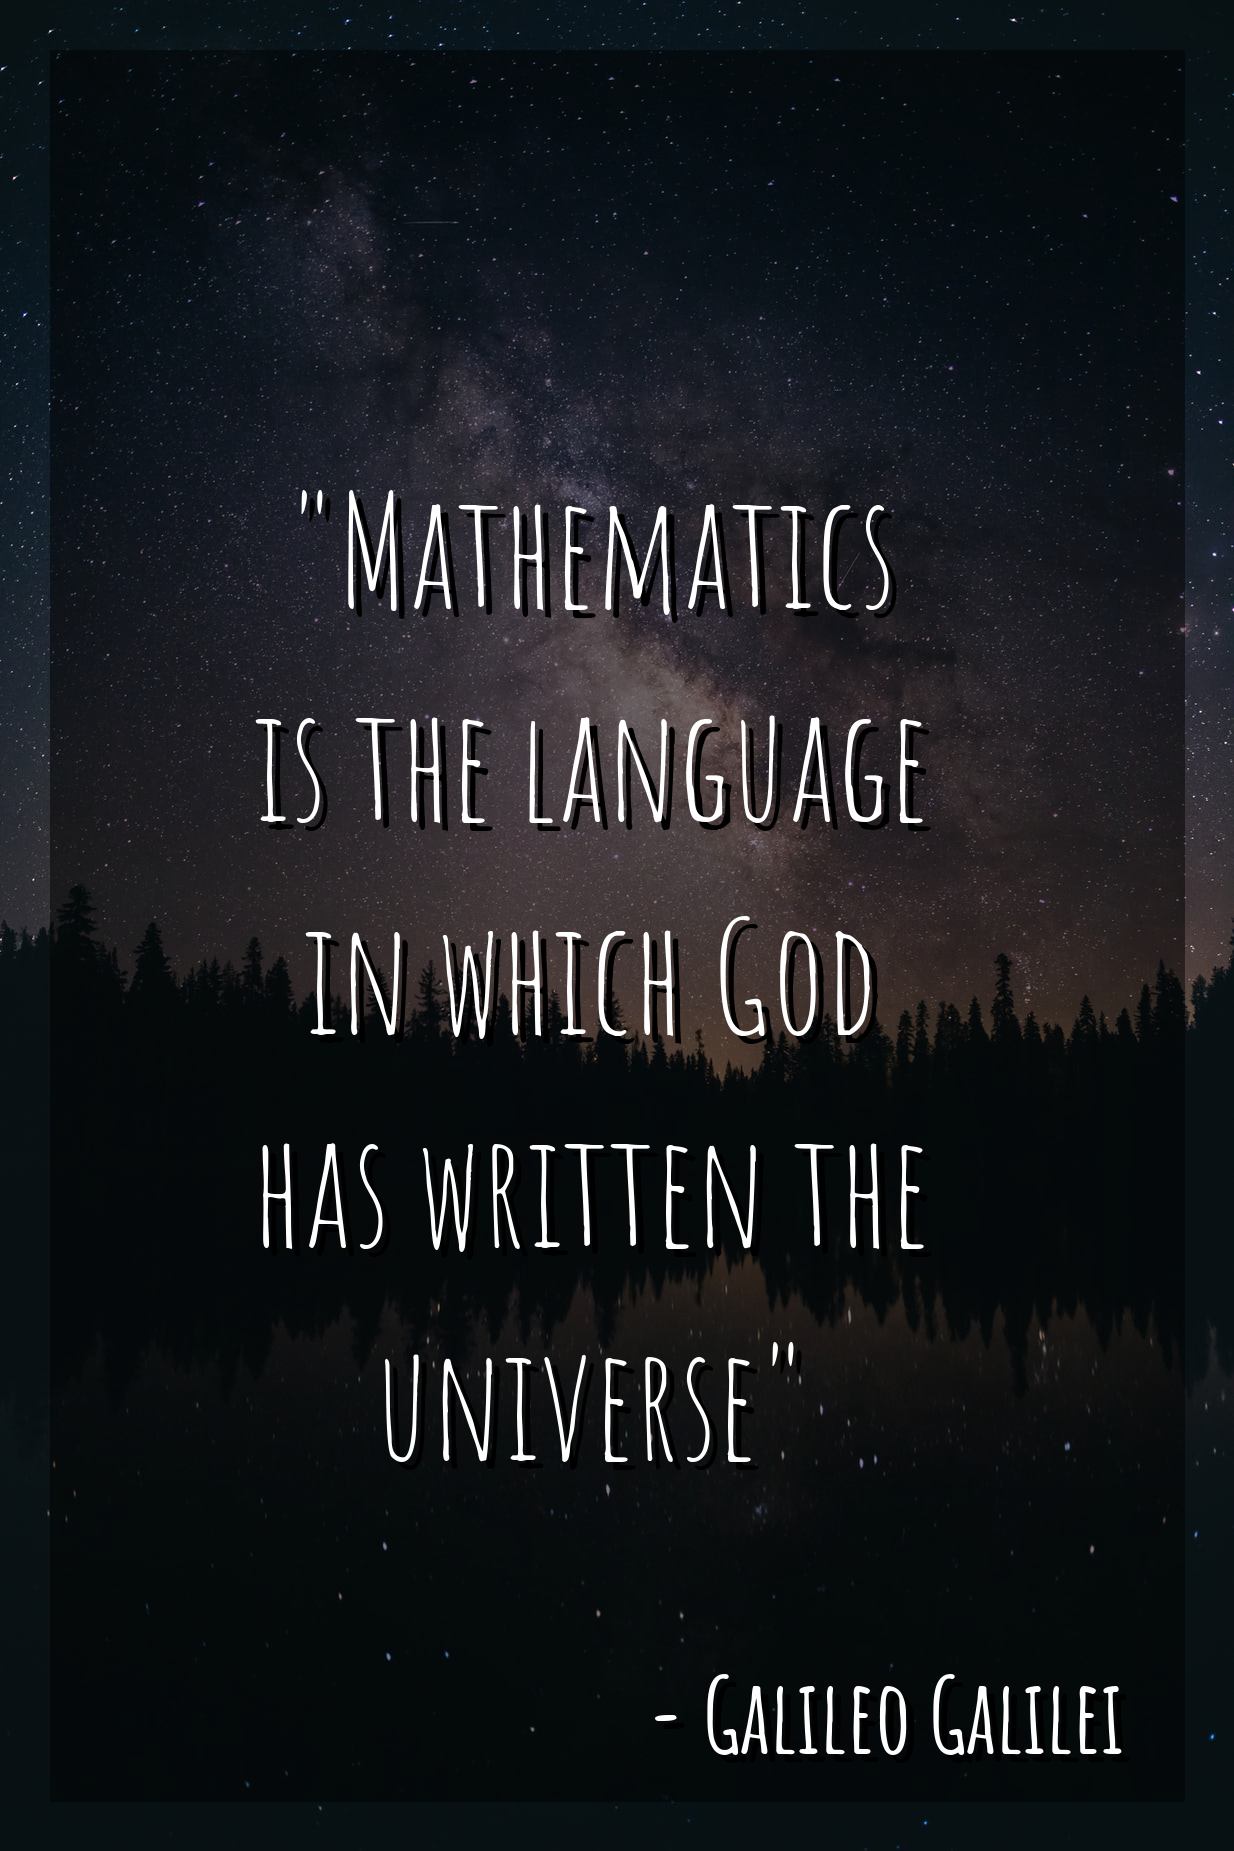 "Mathematics
is the language
in which God
has written the
universe"
- Galileo Galilei